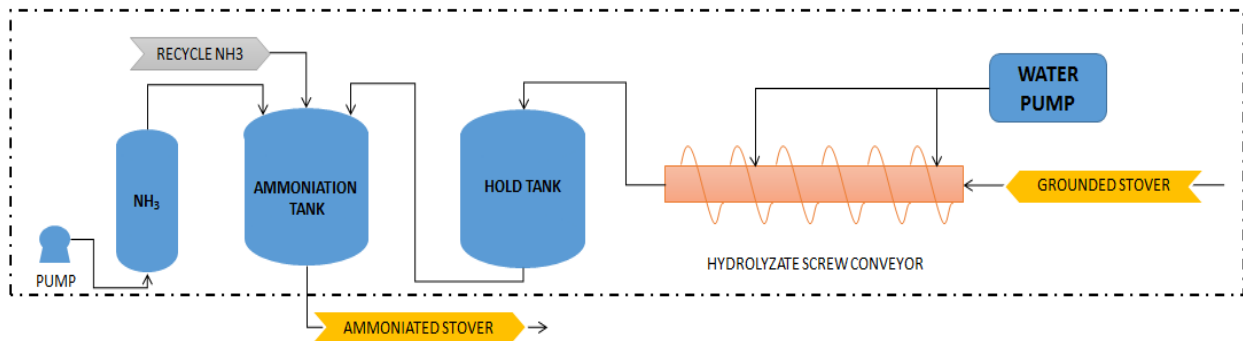 RECYCLE NH3
WATER
PUMP
AMMONIATION
TANK
HOLD TANK
GROUNDED STOVER
NH₃
HYDROLYZATE SCREW CONVEYOR
PUMP
AMMONIATED STOVER